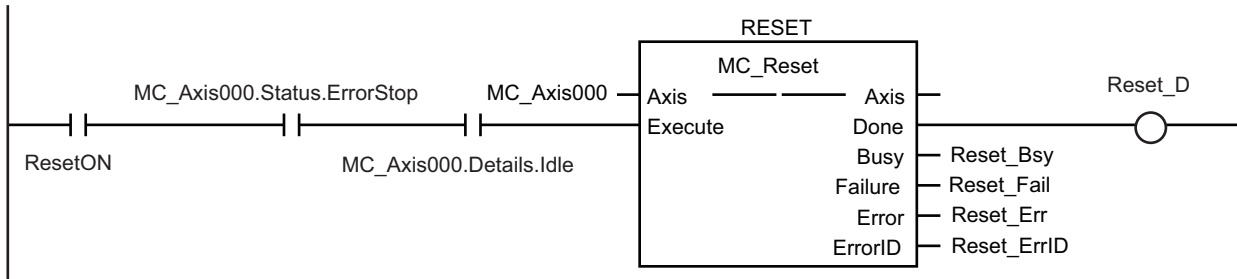 RESET
MC_Reset
MC_Axis000.Status.ErrorStop
MC_Axis000
Axis
Axis
Reset_D
ResetON
MC_Axis000.Details.Idle
Execute
Done
Busy
Reset_Bsy
Failure
Reset_Fail
Error
Reset_Err
ErrorID
Reset_ErrID